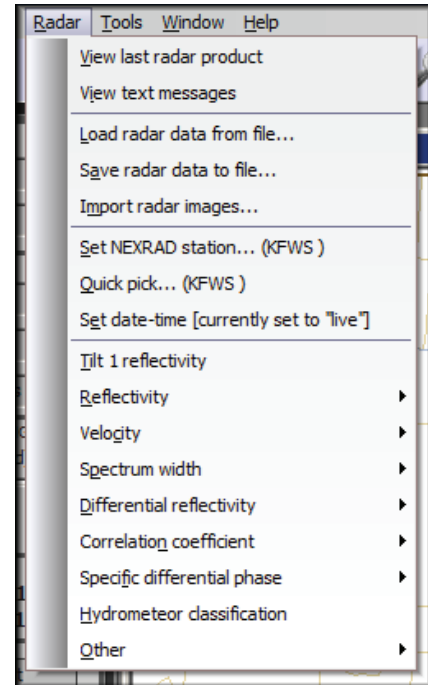 Radar Tools Window Help
View last radar product
View text messages
Load radar data from file...
Save radar data to file...
Import radar images...
Set NEXRAD station... (KFWS )
Quick pick... (KFWS )
Set date-time [currently set to "live"]
Tilt 1 reflectivity
Reflectivity
Velocity
Spectrum width
Differential reflectivity
Correlation coefficient
Specific differential phase
Hydrometeor classification
Other